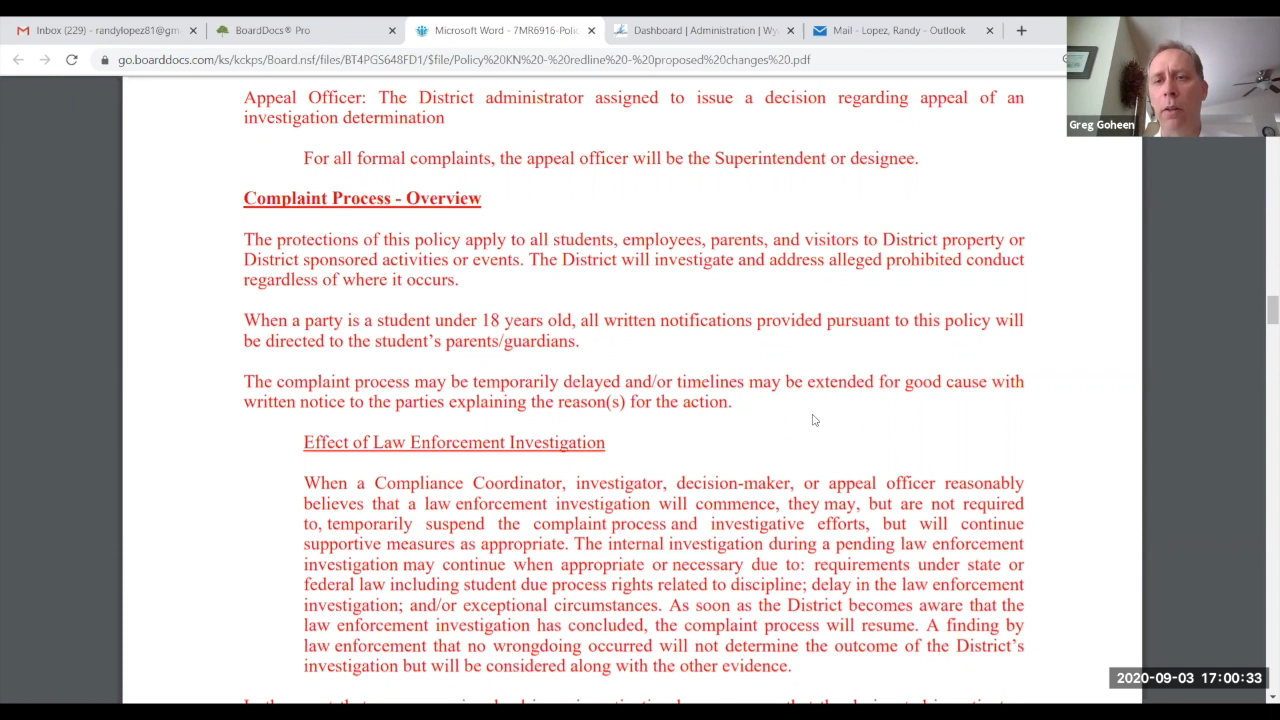 Inbox (229) - randylopez81@gm
BoardDocs® Pro
Microsoft Word - 7MR6916-Poli
Dashboard | Administration | Wy
Mail - Lopez, Randy - Outlook
go.boarddocs.com/ks/kckps/Board.nsf/files/BT4PGS648FD1/$file/Policy%20KN%20-%20redline%20-%20proposed%20changes%20.pdf
Greg Goheen
Appeal Officer: The District administrator assigned to issue a decision regarding appeal of an
investigation determination
For all formal complaints, the appeal officer will be the Superintendent or designee.
Complaint Process - Overview
The protections of this policy apply to all students, employees, parents, and visitors to District property or
District sponsored activities or events. The District will investigate and address alleged prohibited conduct
regardless of where it occurs.
When a party is a student under 18 years old, all written notifications provided pursuant to this policy will
be directed to the student's parents/guardians.
The complaint process may be temporarily delayed and/or timelines may be extended for good cause with
written notice to the parties explaining the reason(s) for the action.
Effect of Law Enforcement Investigation
When a Compliance Coordinator, investigator, decision-maker, or appeal officer reasonably
believes that a law enforcement investigation will commence, they may, but are not required
to, temporarily suspend the complaint process and investigative efforts, but will continue
supportive measures as appropriate. The internal investigation during a pending law enforcement
investigation may continue when appropriate or necessary due to: requirements under state or
federal law including student due process rights related to discipline; delay in the law enforcement
investigation; and/or exceptional circumstances. As soon as the District becomes aware that the
law enforcement investigation has concluded, the complaint process will resume. A finding by
law enforcement that no wrongdoing occurred will not determine the outcome of the District's
investigation but will be considered along with the other evidence.
2020-09-03 17:00:33